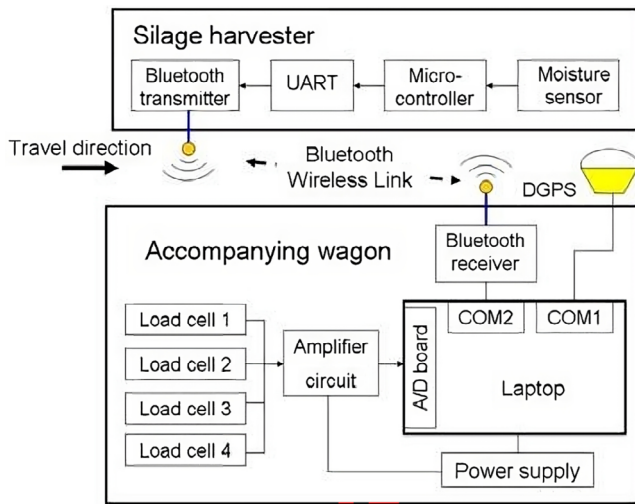 Silage harvester
Bluetooth
transmitter
UART
Micro-
controller
Moisture
sensor
Travel direction
Bluetooth
Wireless Link
DGPS
Accompanying wagon
Bluetooth
receiver
COM2
COM1
Load cell 1
Load cell 2
Load cell 3
Load cell 4
Amplifier
circuit
A/D board
Laptop
Power supply